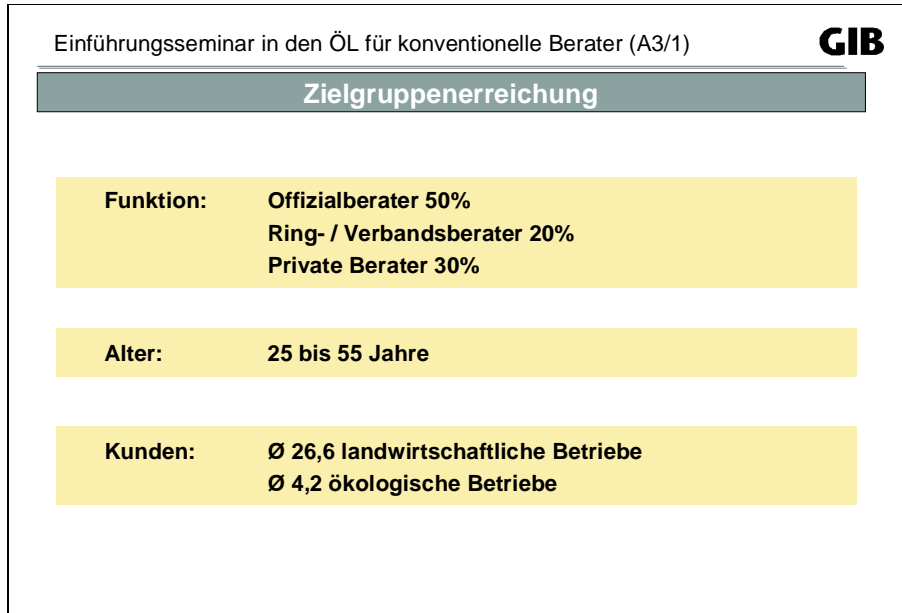 Einführungsseminar in den ÖL für konventionelle Berater (A3/1)
GIB
Zielgruppenerreichung
Funktion: Offizialberater 50%
Ring- / Verbandsberater 20%
Private Berater 30%
Alter: 25 bis 55 Jahre
Kunden: Ø 26,6 landwirtschaftliche Betriebe
Ø 4,2 ökologische Betriebe